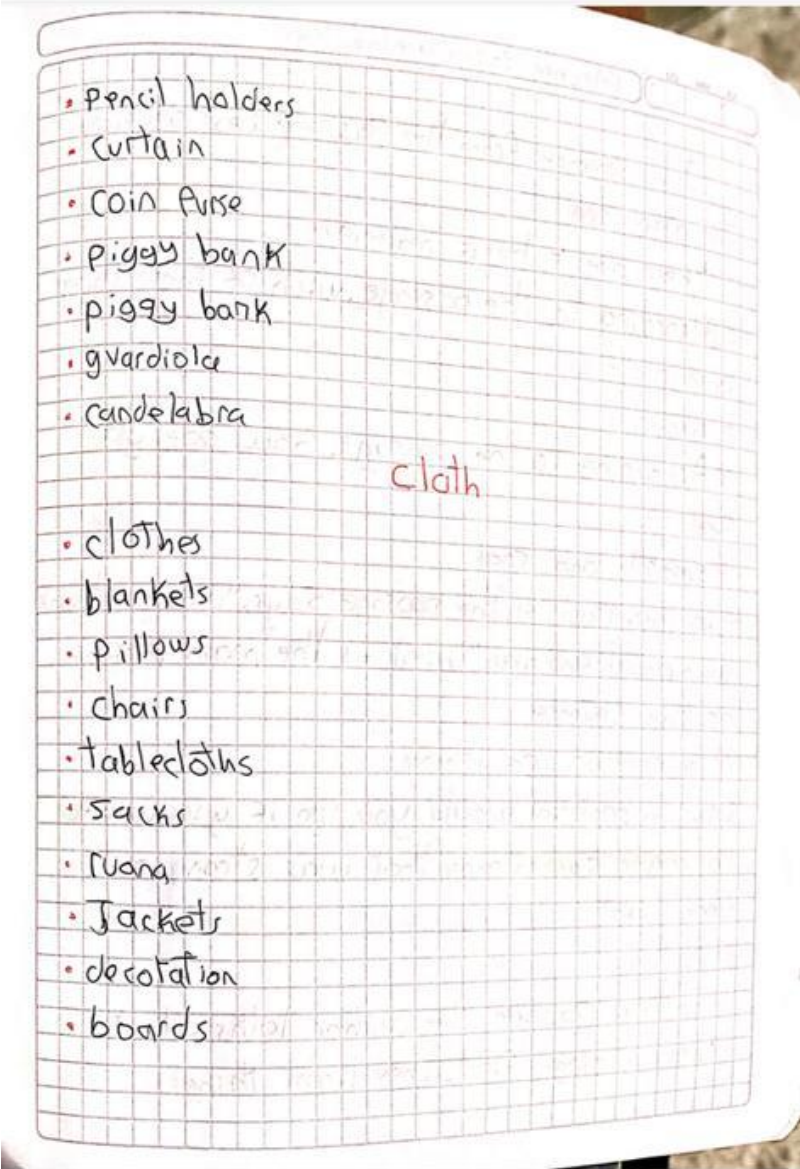 • Pencil holders
• curtain
• coin purse
• piggy bank
• piggy bank
• guardiola
• candelabra
cloth
• clothes
• blankets
• pillows
• chairs
• tablecloths
• sacks
• ruana
• Jackets
• decoration
• boards